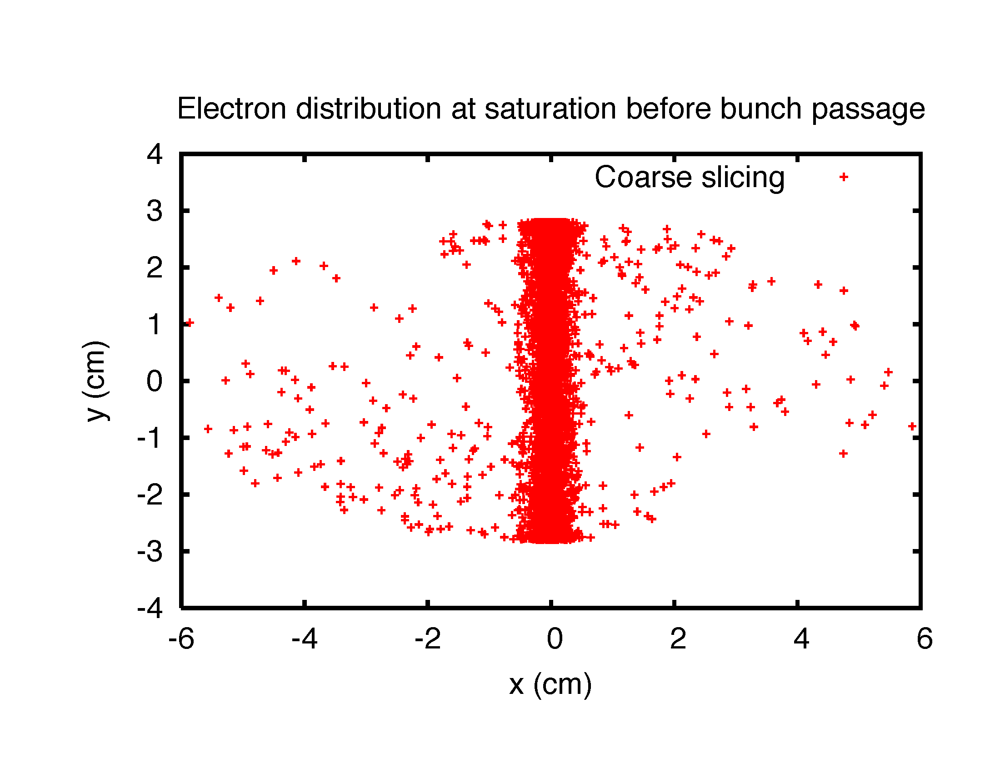 Electron distribution at saturation before bunch passage
Coarse slicing
4
3
2
1
0
-1
-2
-3
-4
y (cm)
-6 -4 -2 0 2 4 6
x (cm)